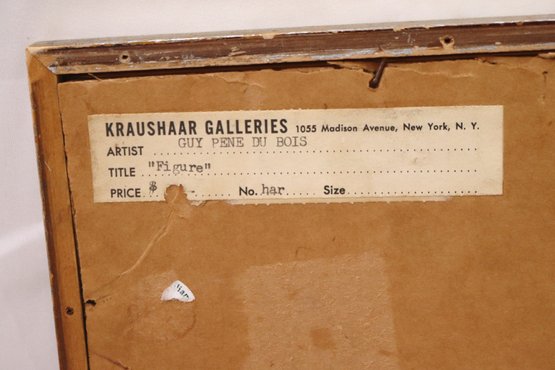 KRAUSHAAR GALLERIES 1055 Madison Avenue, New York, N. Y.
ARTIST GUY PENE DU BOIS
TITLE "Figure"
PRICE $ No. har Size